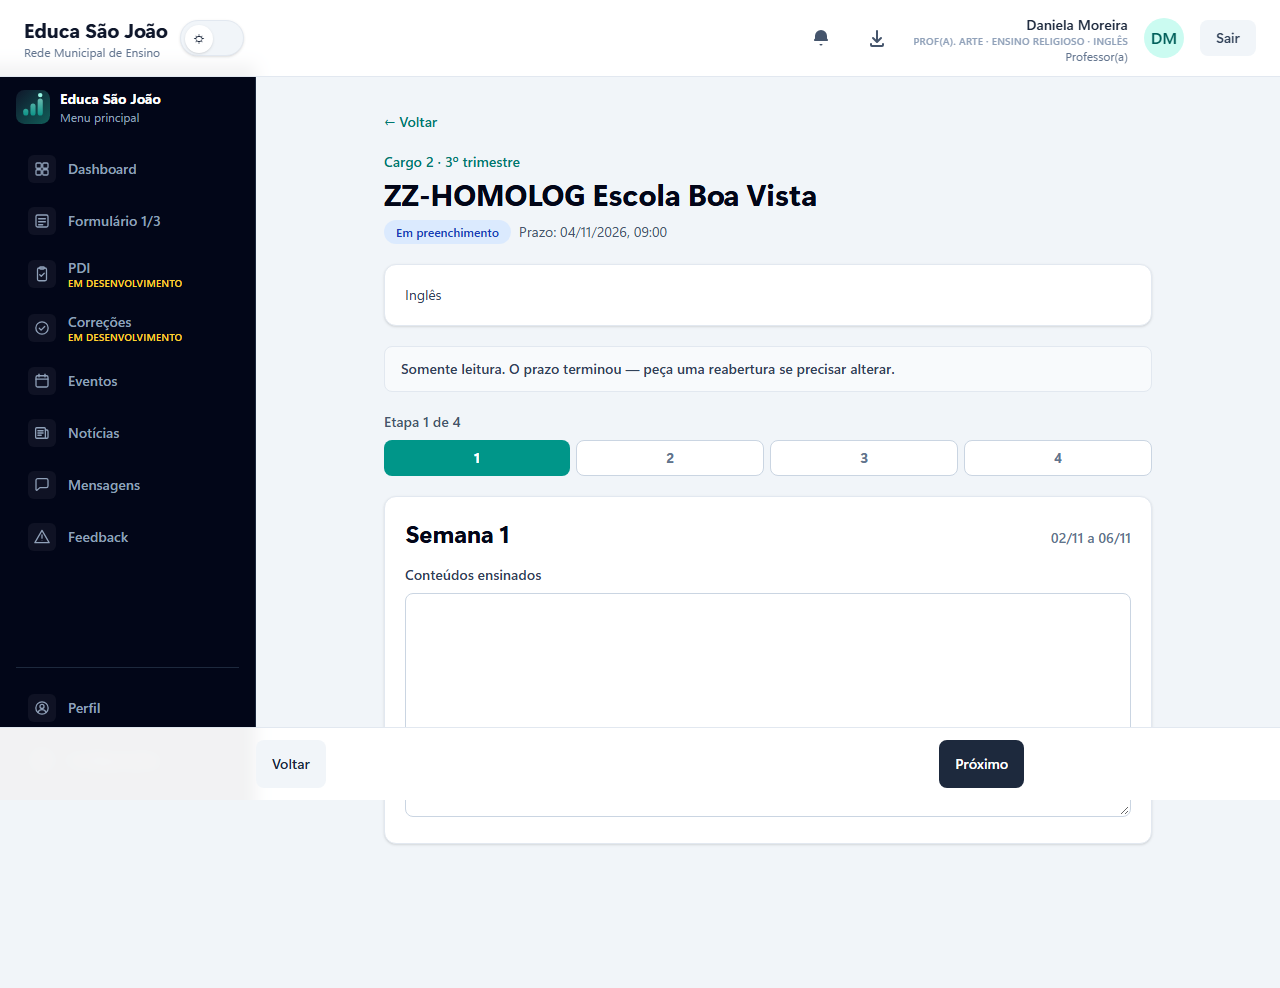 Educa São João
Rede Municipal de Ensino
Daniela Moreira
PROF(A). ARTE · ENSINO RELIGIOSO · INGLÊS
Professor(a)
DM
Sair
Educa São João
Menu principal
Dashboard
Formulário 1/3
PDI
EM DESENVOLVIMENTO
Correções
EM DESENVOLVIMENTO
Eventos
Notícias
Mensagens
Feedback
Perfil
← Voltar
Cargo 2 · 3º trimestre
ZZ-HOMOLOG Escola Boa Vista
Em preenchimento
Prazo: 04/11/2026, 09:00
Inglês
Somente leitura. O prazo terminou — peça uma reabertura se precisar alterar.
Etapa 1 de 4
1
2
3
4
Semana 1
02/11 a 06/11
Conteúdos ensinados
Voltar
Próximo